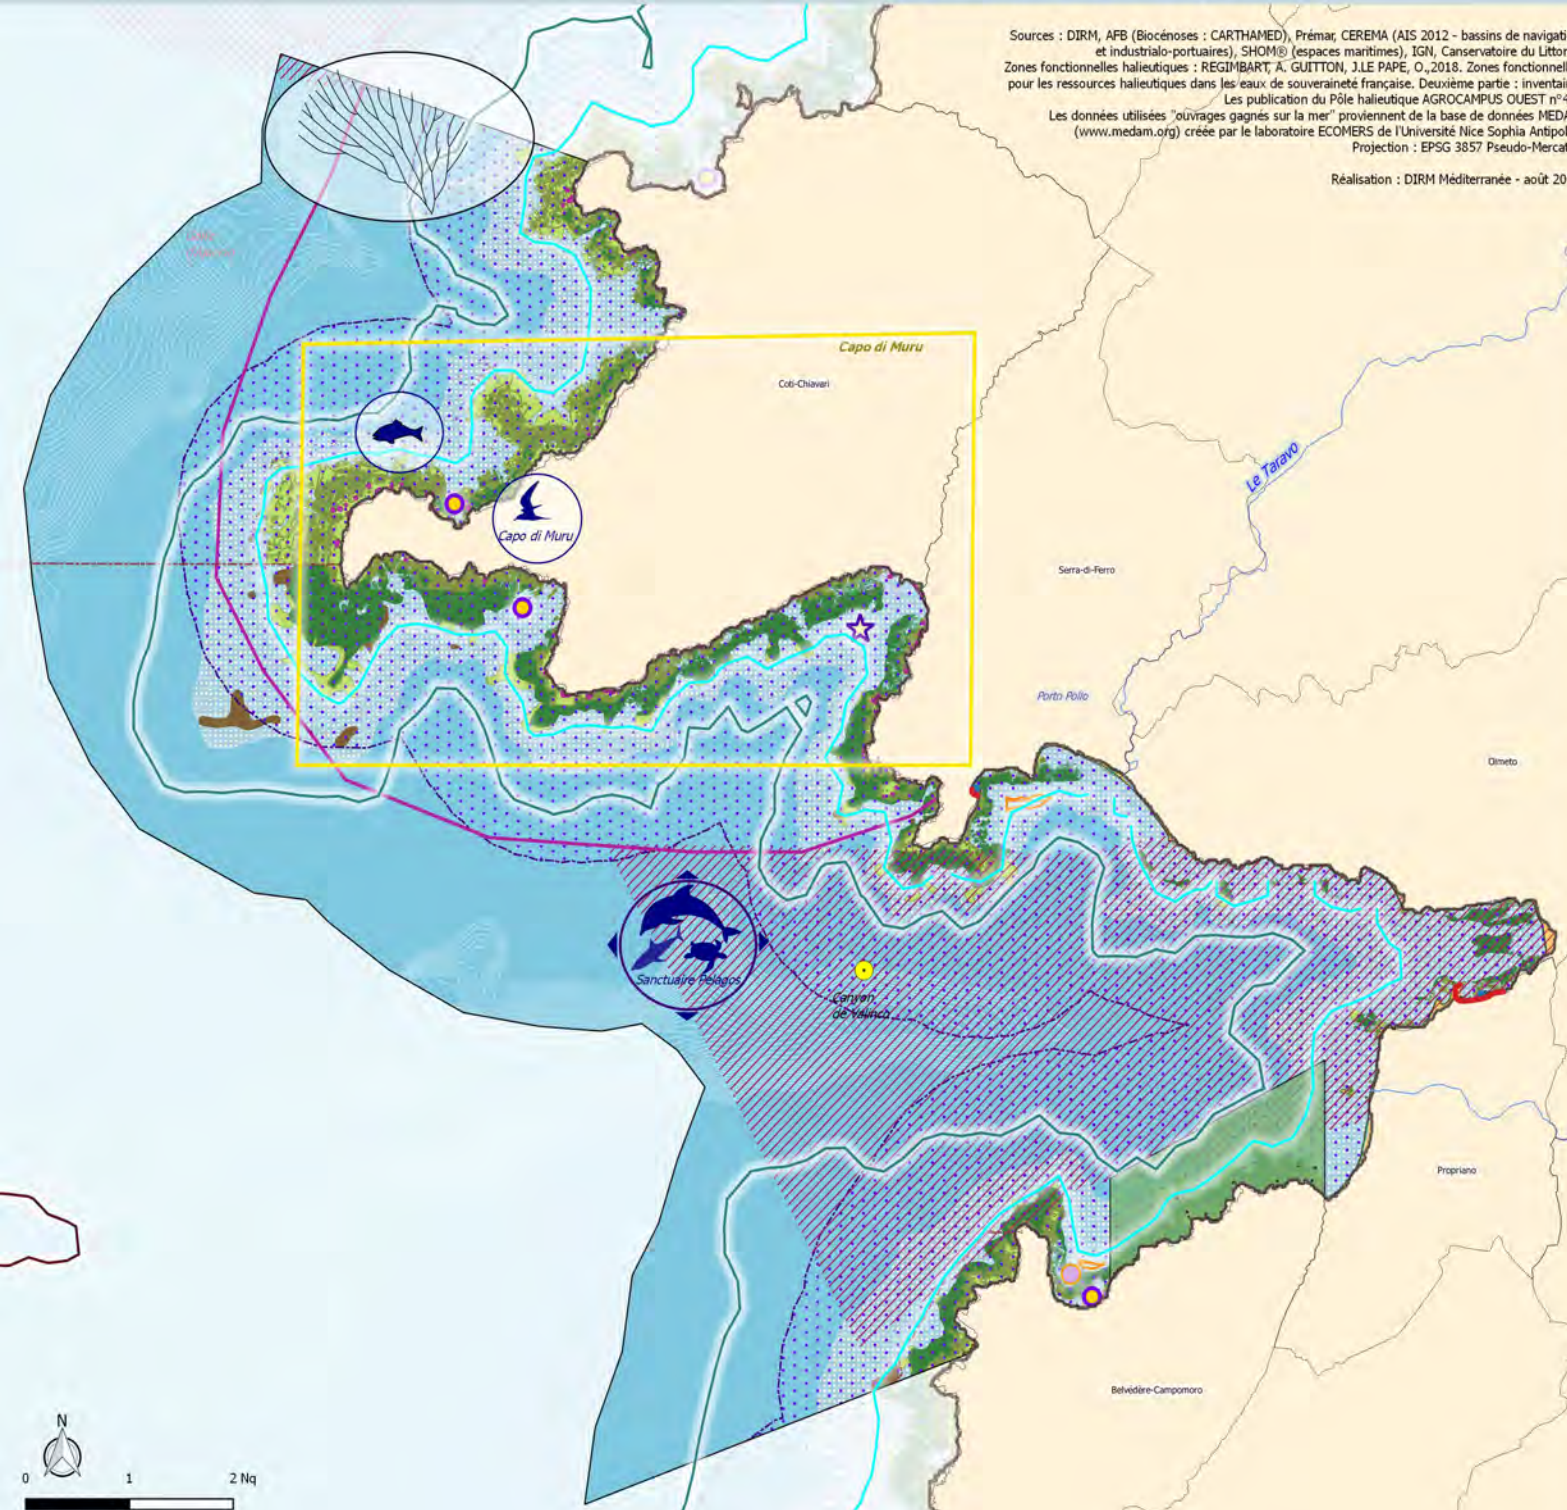 Sources : DIRM, AFB (Biocénoses : CARTHAMED), Prémar, CEREMA (AIS 2012 - bassins de navigati
et industrialo-portuaires), SHOM® (espaces maritimes), IGN, Canservatoire du Litton
Zones fonctionnelles halieutiques : REGIMBART, A. GUITTON, J.LE PAPE, O.,2018. Zones fonctionnell
pour les ressources halieutiques dans les eaux de souveraineté française. Deuxième partie : inventai
Les publication du Pôle halieutique AGROCAMPUS OUEST n°4
Les données utilisées "ouvrages gagnés sur la mer" proviennent de la base de données MEDA
(www.medam.org) créée par le laboratoire ECOMERS de l'Université Nice Sophia Antipol
Projection : EPSG 3857 Pseudo-Mercat
Réalisation : DIRM Méditerranée - août 20
Capo di Muru
Coti-Chiavari
Le Taravo
Capo di Muru
Serra-di-Ferro
Porto Pollo
Olmeto
Sanctuaire Pélagos
Canyon
de Valinco
Propriano
Belvédère-Campomoro
N
0 1 2 Nq